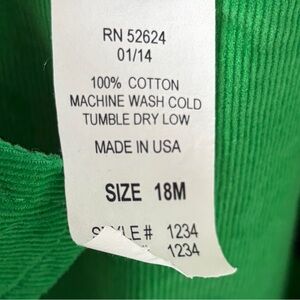 RN 52624
01/14
100% COTTON
MACHINE WASH COLD
TUMBLE DRY LOW
MADE IN USA
SIZE 18M
# 1234
1234